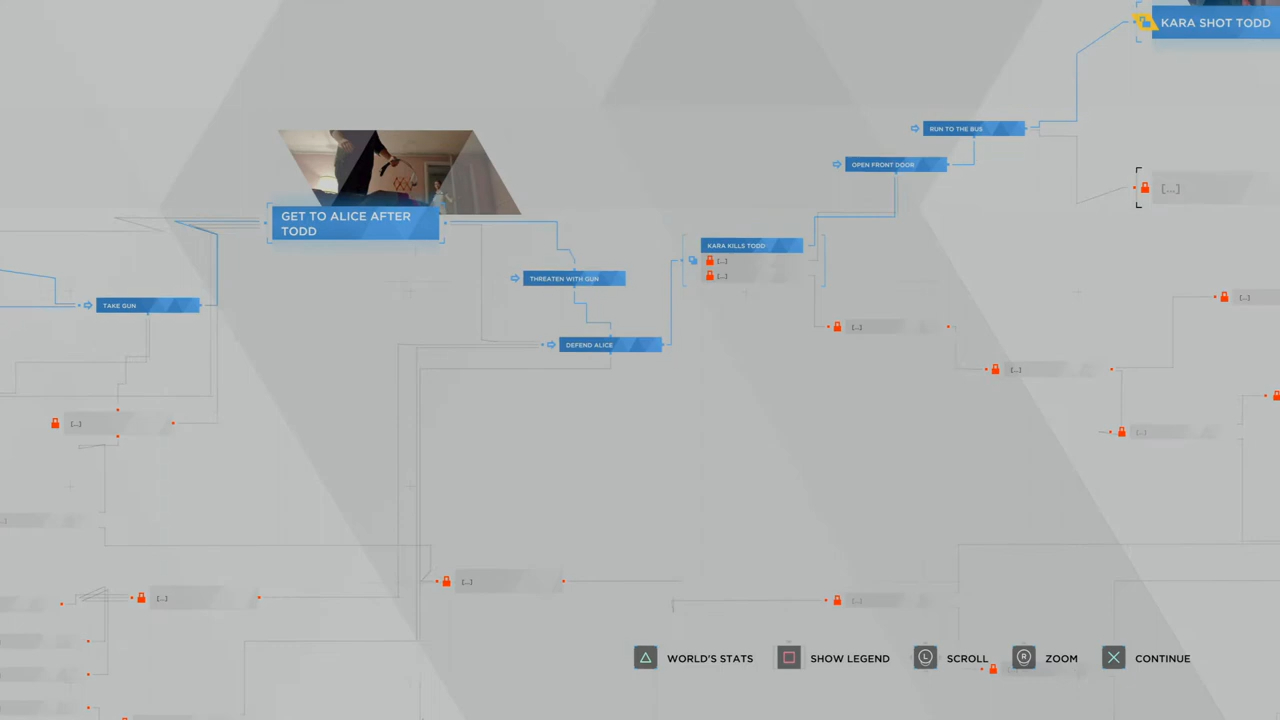 KARA SHOT TODD
RUN TO THE BUS
OPEN FRONT DOOR
[...]
GET TO ALICE AFTER
TODD
KARA KILLS TODD
[...]
[...]
THREATEN WITH GUN
[...]
TAKE GUN
[...]
DEFEND ALICE
[...]
[...]
[...]
[...]
[...]
[...]
[...]
WORLD'S STATS
SHOW LEGEND
L
SCROLL
R
ZOOM
CONTINUE